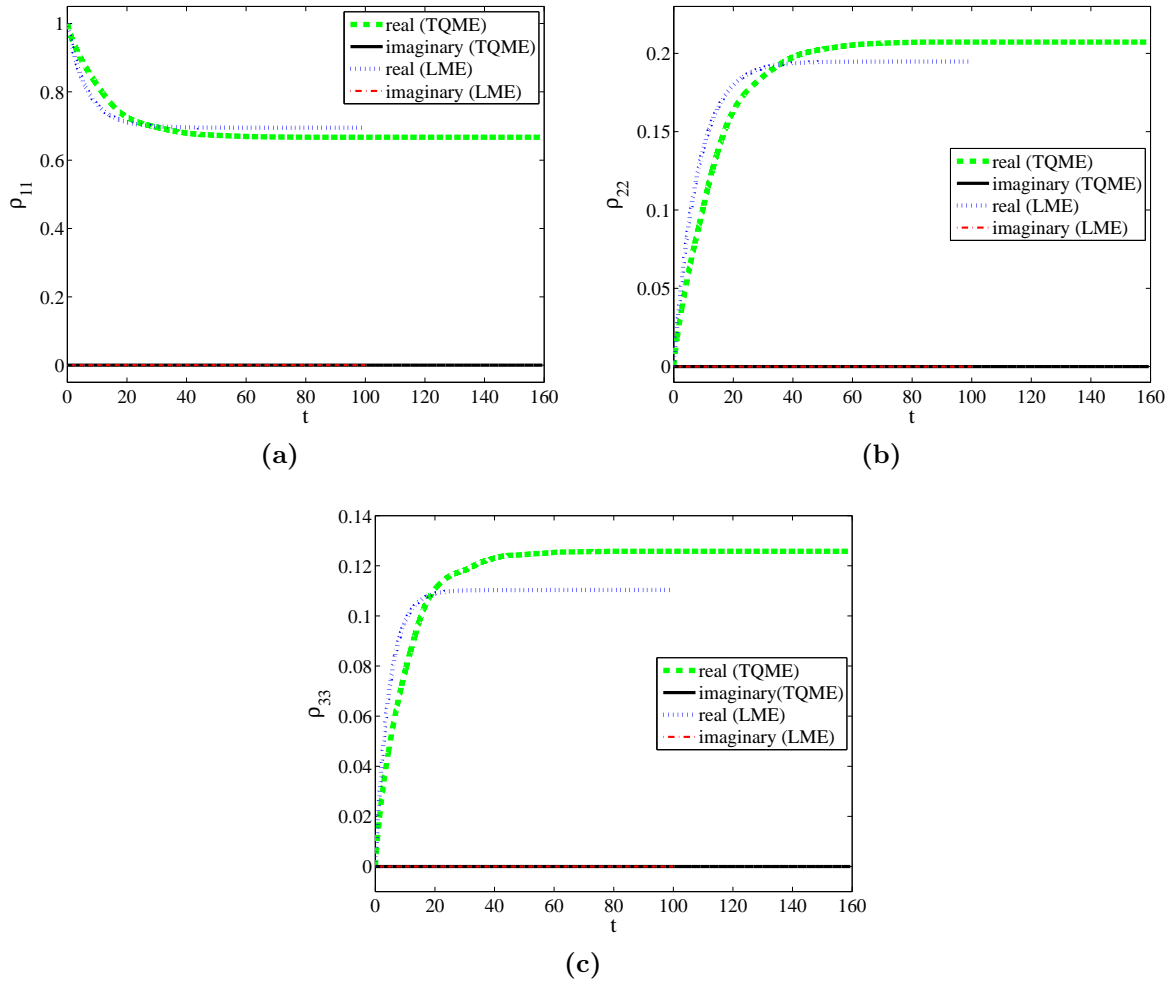 1
0.8
0.6
0.4
0.2
0
ρ11
0 20 40 60 80 100 120 140 160
t
real (TQME)
imaginary (TQME)
real (LME)
imaginary (LME)
(a)
0.2
0.15
0.1
0.05
0
ρ22
0 20 40 60 80 100 120 140 160
t
real (TQME)
imaginary (TQME)
real (LME)
imaginary (LME)
(b)
0.14
0.12
0.1
0.08
0.06
0.04
0.02
0
ρ33
0 20 40 60 80 100 120 140 160
t
real (TQME)
imaginary(TQME)
real (LME)
imaginary (LME)
(c)